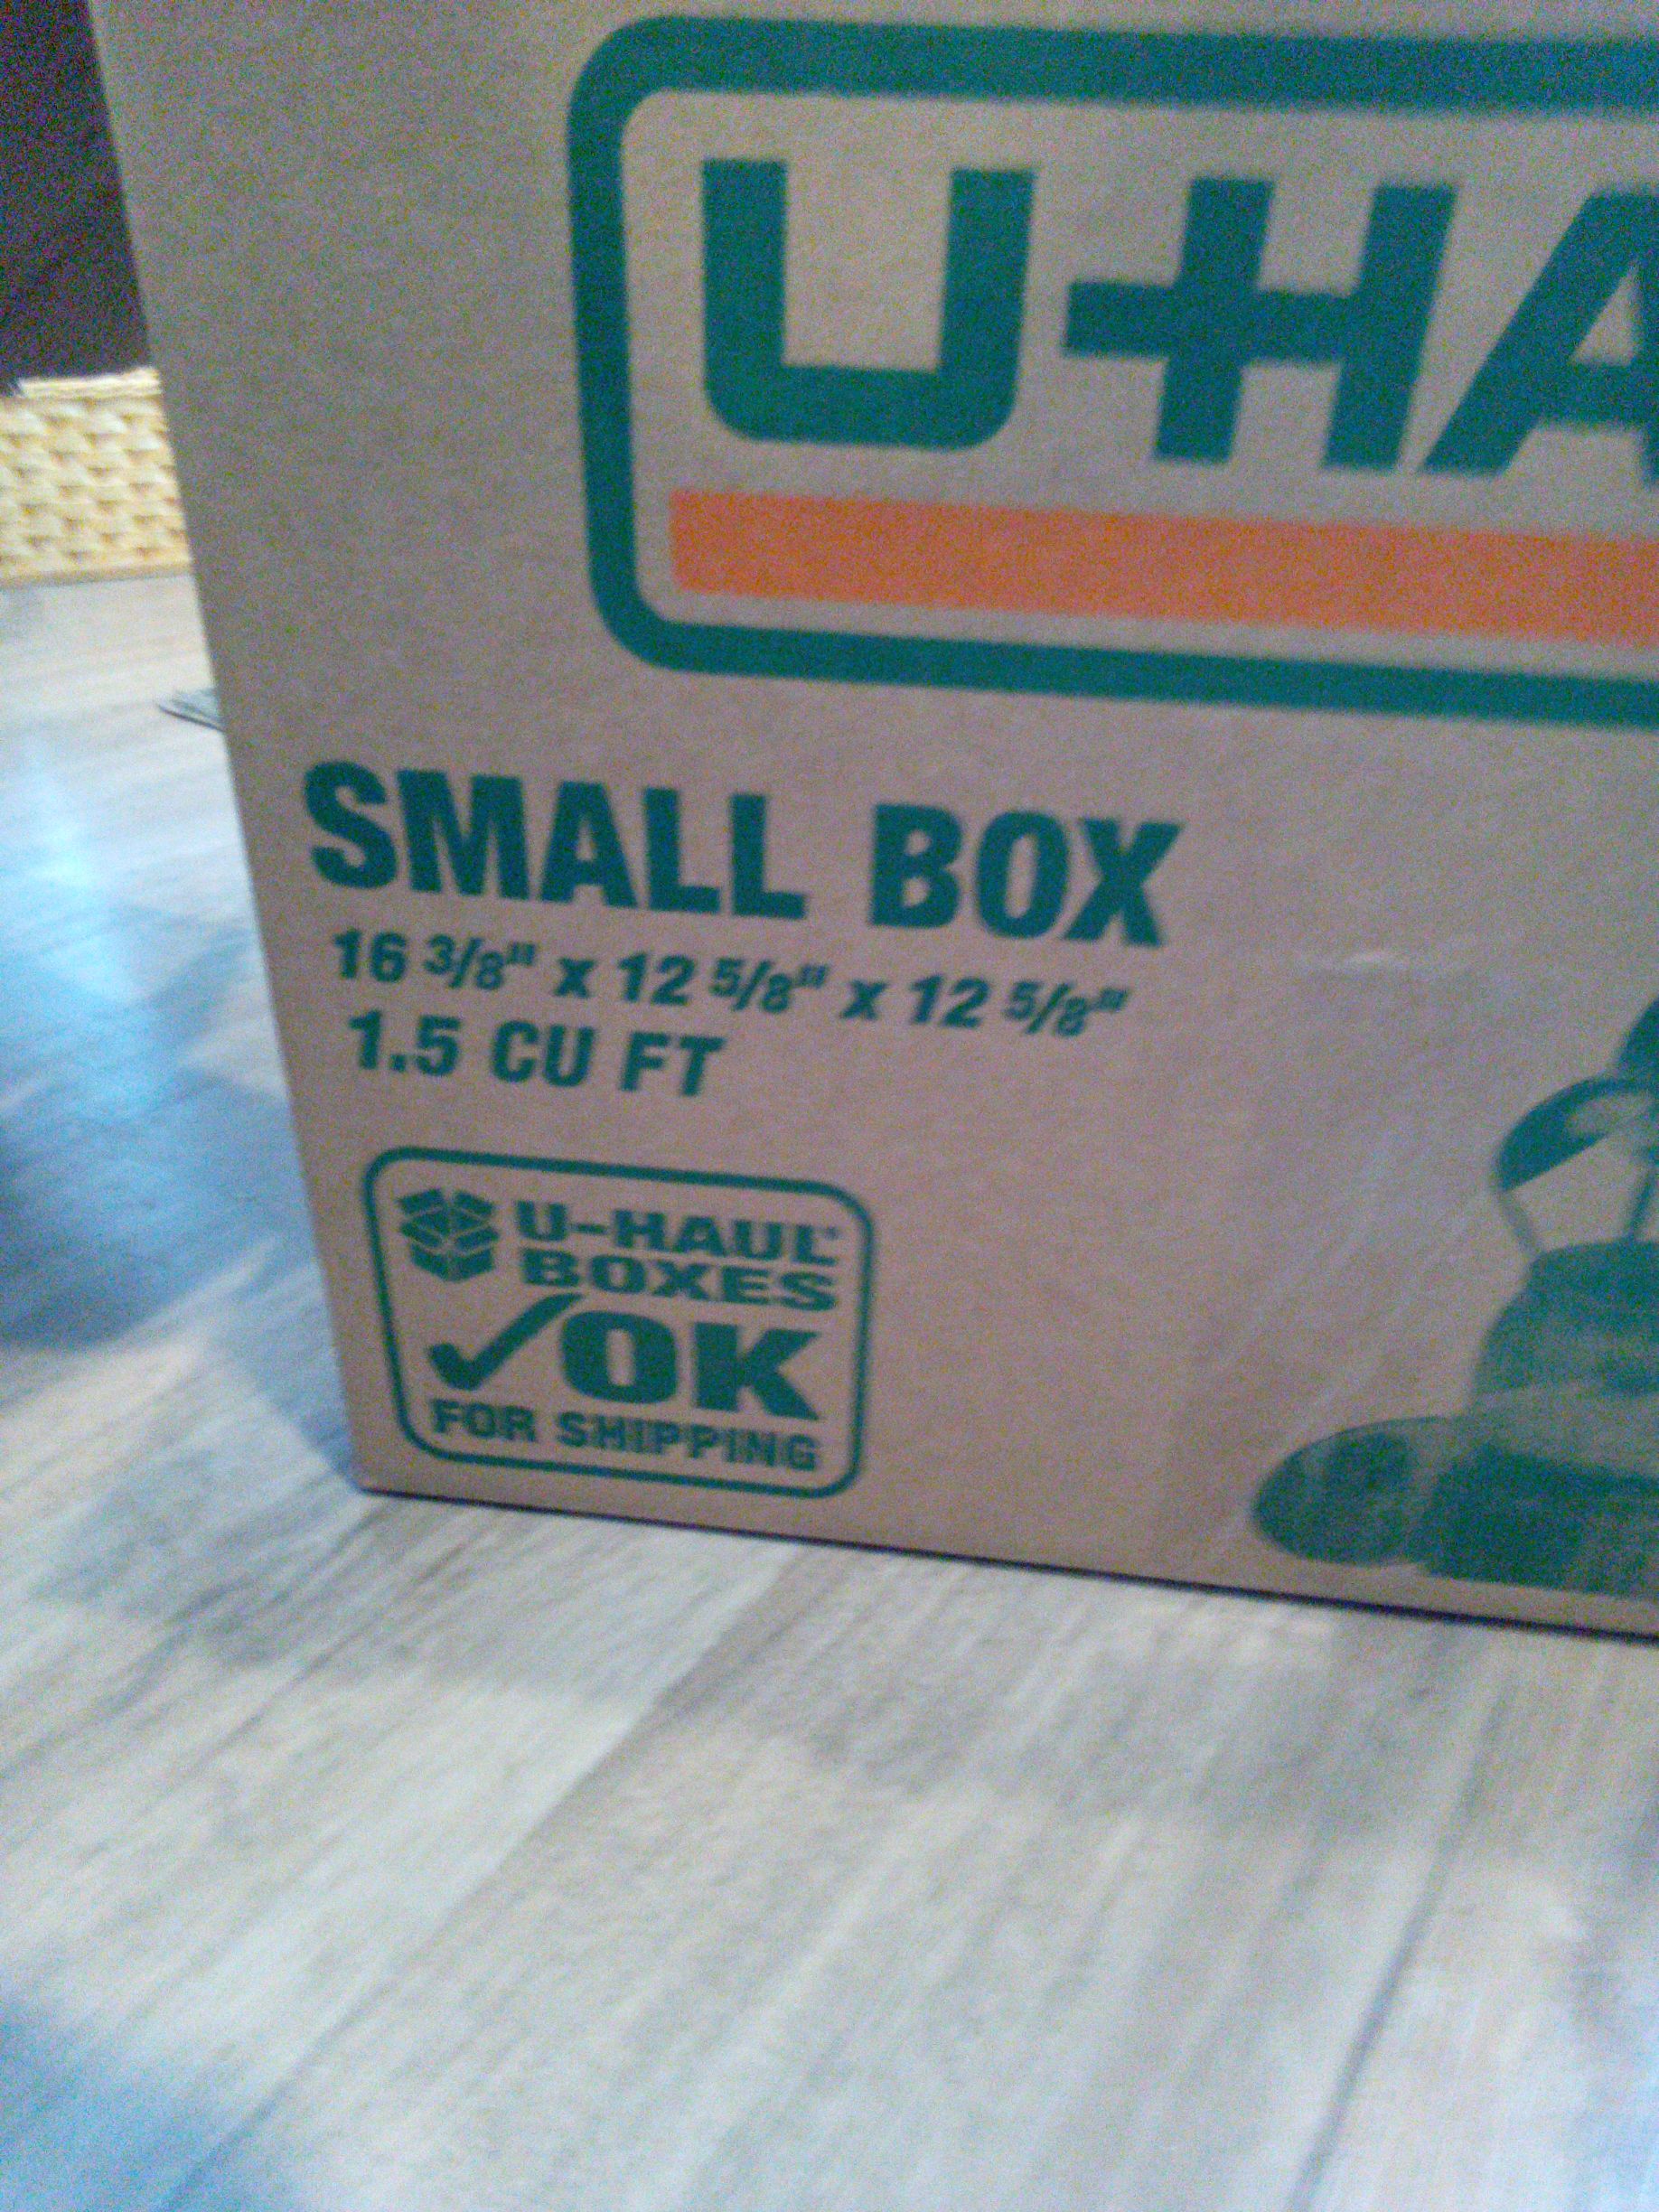 U-HA
SMALL BOX
16 3/8" x 12 5/8" x 12 5/8"
1.5 CU FT
U-HAUL®
BOXES
✓OK
FOR SHIPPING